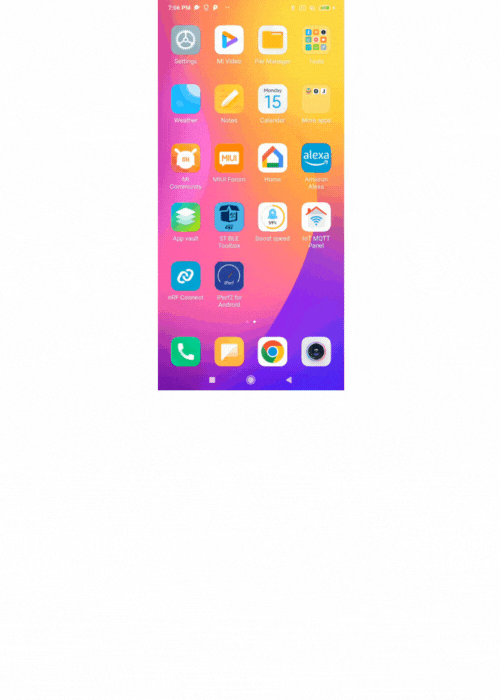 7:04 PM
Settings
Mi Video
File Manager
Tools
Monday
15
Weather
Notes
Calendar
More apps
MIUI
alexa
Mi
Community
MIUI Forum
Home
Amazon
Alexa
App vault
ST BLE
Toolbox
Boost speed
IoT MQTT
Panel
nRF Connect
iPerf2 for
Android